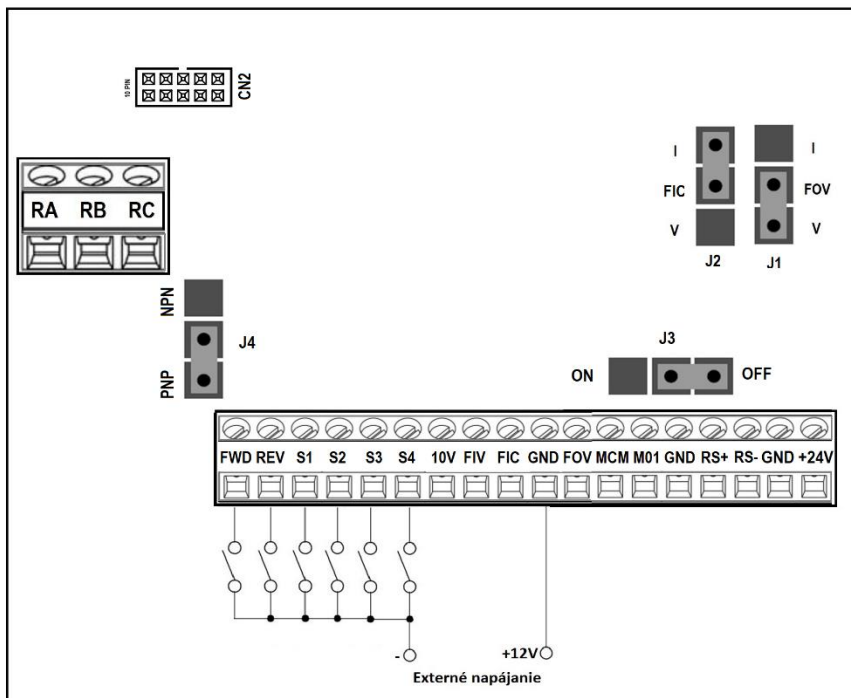 10 PIN
CN2
RA RB RC
I
FIC
V
J2
I
FOV
V
J1
NPN
PNP
J4
J3
ON
OFF
FWD REV S1 S2 S3 S4 10V FIV FIC GND FOV MCM M01 GND RS+ RS- GND +24V
- +12V
Externé napájanie